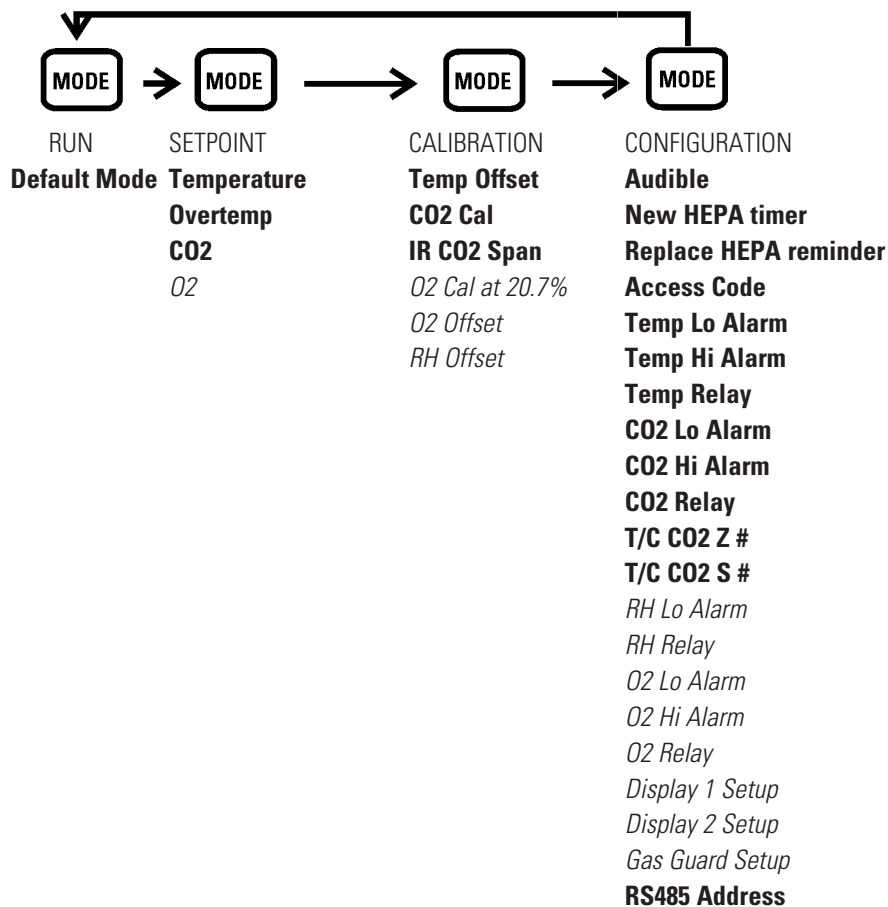 MODE MODE MODE MODE
RUN SETPOINT CALIBRATION CONFIGURATION
Default Mode Temperature Temp Offset Audible
Overtemp CO2 Cal New HEPA timer
CO2 IR CO2 Span Replace HEPA reminder
O2 O2 Cal at 20.7% Access Code
O2 Offset Temp Lo Alarm
RH Offset Temp Hi Alarm
Temp Relay
CO2 Lo Alarm
CO2 Hi Alarm
CO2 Relay
T/C CO2 Z #
T/C CO2 S #
RH Lo Alarm
RH Relay
O2 Lo Alarm
O2 Hi Alarm
O2 Relay
Display 1 Setup
Display 2 Setup
Gas Guard Setup
RS485 Address